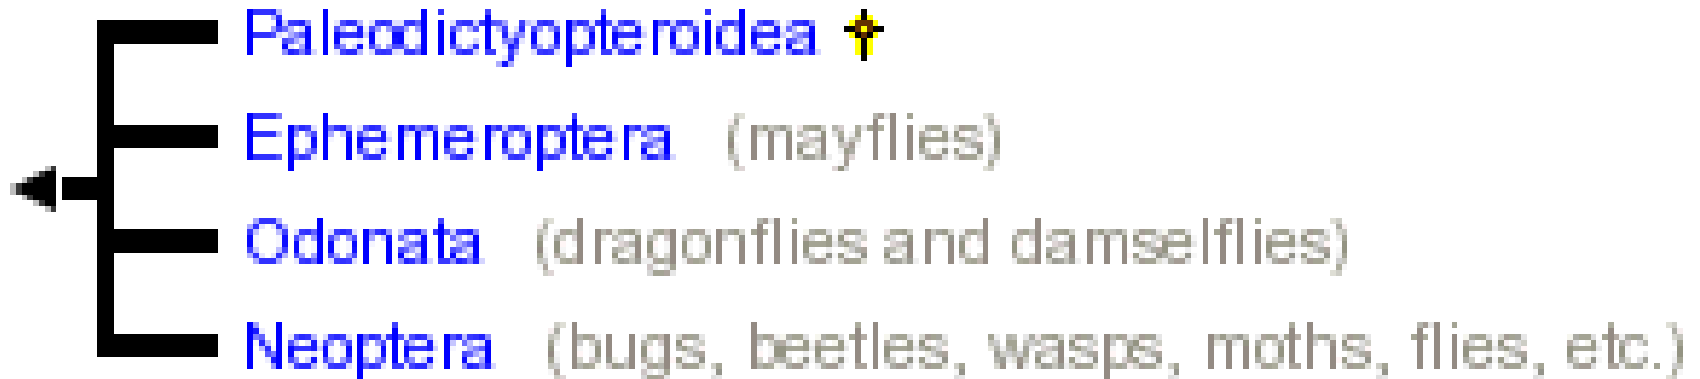 Paleodictyopteroidea †
Ephemeroptera (mayflies)
Odonata (dragonflies and damselflies)
Neoptera (bugs, beetles, wasps, moths, flies, etc.)